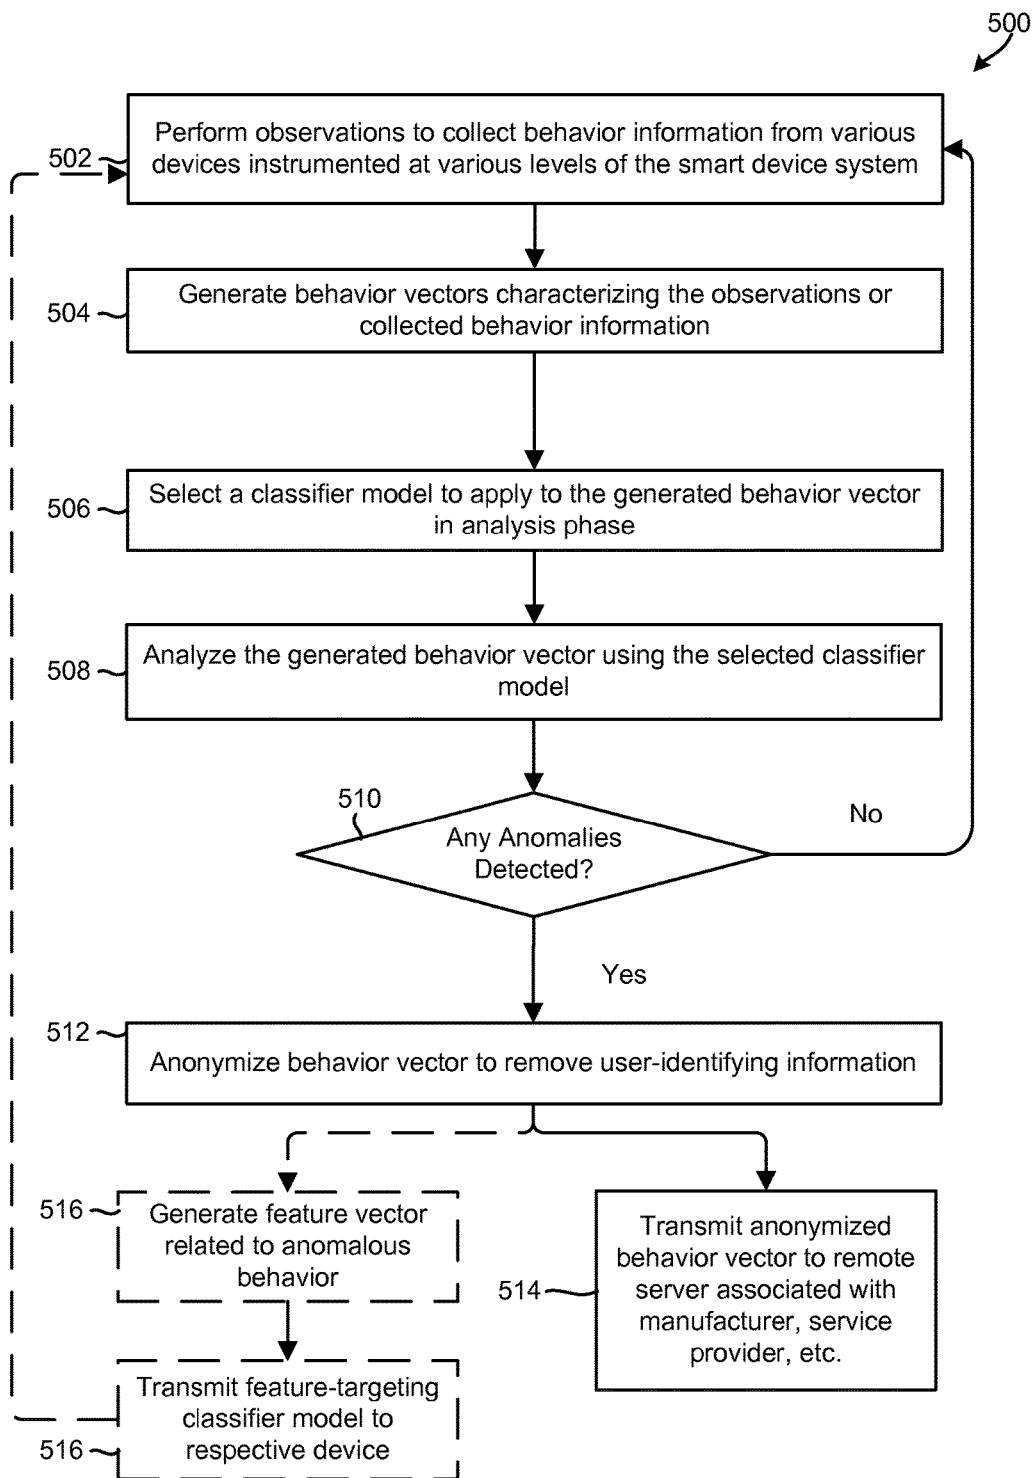 500
502
Perform observations to collect behavior information from various
devices instrumented at various levels of the smart device system
504
Generate behavior vectors characterizing the observations or
collected behavior information
506
Select a classifier model to apply to the generated behavior vector
in analysis phase
508
Analyze the generated behavior vector using the selected classifier
model
510
Any Anomalies
Detected?
No
Yes
512
Anonymize behavior vector to remove user-identifying information
516
Generate feature vector
related to anomalous
behavior
514
Transmit anonymized
behavior vector to remote
server associated with
manufacturer, service
provider, etc.
516
Transmit feature-targeting
classifier model to
respective device